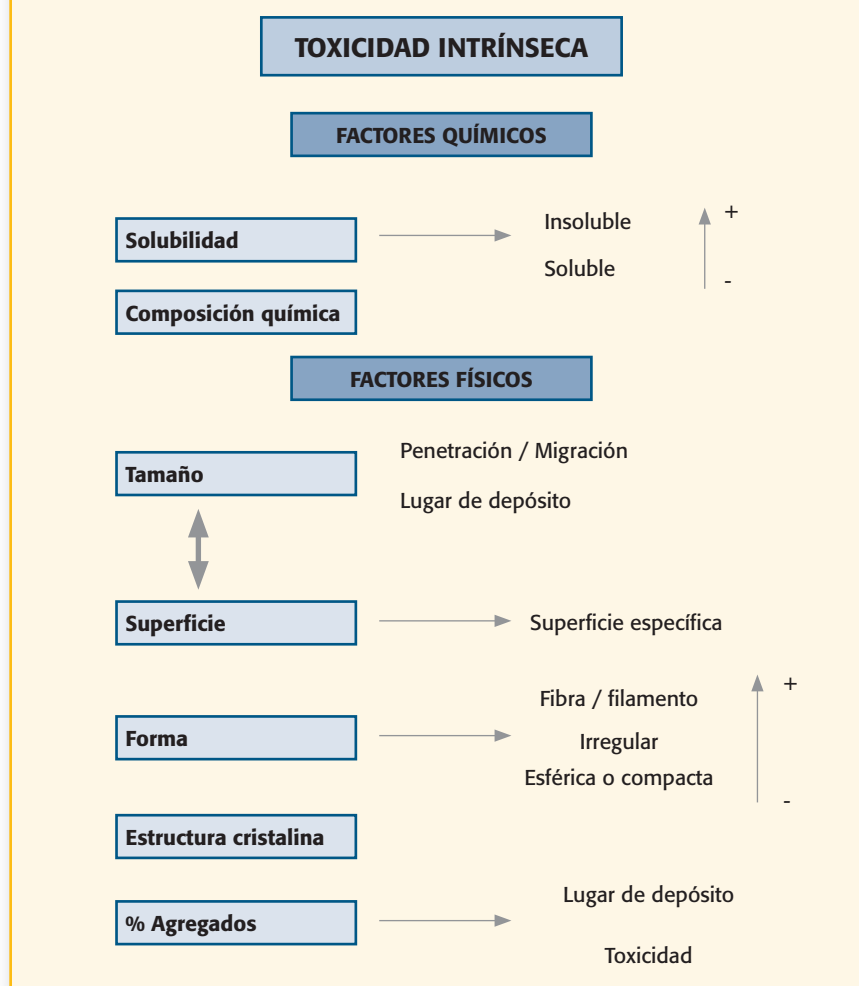 TOXICIDAD INTRÍNSECA
FACTORES QUÍMICOS
Solubilidad
Insoluble
+
Soluble
-
Composición química
FACTORES FÍSICOS
Tamaño
Penetración / Migración
Lugar de depósito
Superficie
Superficie específica
Forma
Fibra / filamento
+
Irregular
Esférica o compacta
-
Estructura cristalina
% Agregados
Lugar de depósito
Toxicidad